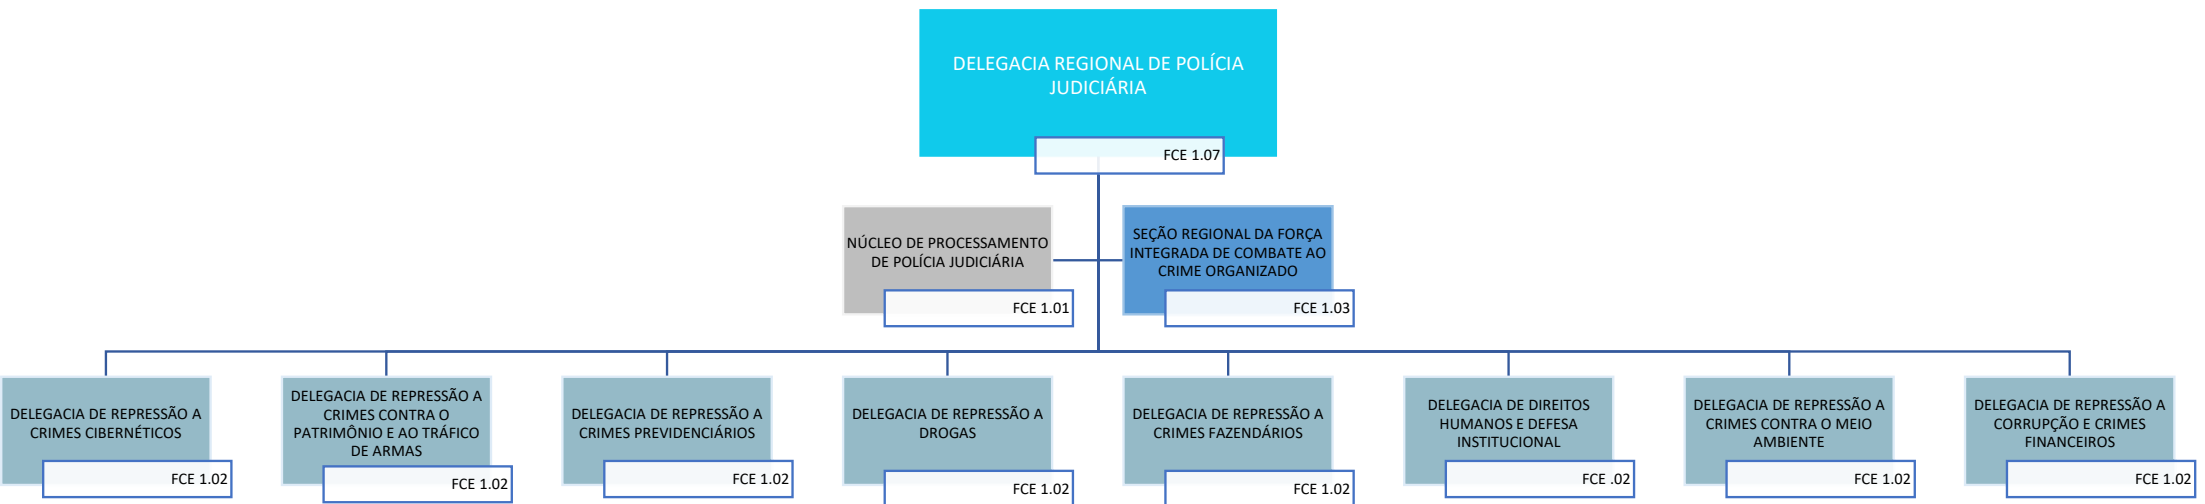 DELEGACIA REGIONAL DE POLÍCIA
JUDICIÁRIA
FCE 1.07
NÚCLEO DE PROCESSAMENTO
DE POLÍCIA JUDICIÁRIA
FCE 1.01
SEÇÃO REGIONAL DA FORÇA
INTEGRADA DE COMBATE AO
CRIME ORGANIZADO
FCE 1.03
DELEGACIA DE REPRESSÃO A
CRIMES CIBERNÉTICOS
FCE 1.02
DELEGACIA DE REPRESSÃO A
CRIMES CONTRA O
PATRIMÔNIO E AO TRÁFICO
DE ARMAS
FCE 1.02
DELEGACIA DE REPRESSÃO A
CRIMES PREVIDENCIÁRIOS
FCE 1.02
DELEGACIA DE REPRESSÃO A
DROGAS
FCE 1.02
DELEGACIA DE REPRESSÃO A
CRIMES FAZENDÁRIOS
FCE 1.02
DELEGACIA DE DIREITOS
HUMANOS E DEFESA
INSTITUCIONAL
FCE .02
DELEGACIA DE REPRESSÃO A
CRIMES CONTRA O MEIO
AMBIENTE
FCE 1.02
DELEGACIA DE REPRESSÃO A
CORRUPÇÃO E CRIMES
FINANCEIROS
FCE 1.02